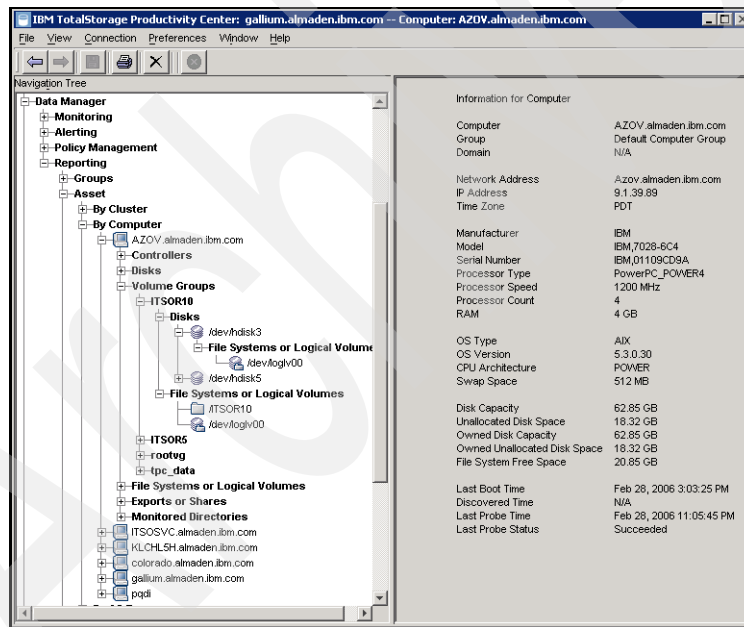 IBM TotalStorage Productivity Center: gallium.almaden.ibm.com -- Computer: AZOV.almaden.ibm.com
File View Connection Preferences Window Help
Navigation Tree
Data Manager
Monitoring
Alerting
Policy Management
Reporting
Groups
Asset
By Cluster
By Computer
AZOV.almaden.ibm.com
Controllers
Disks
Volume Groups
ITSOR10
Disks
/dev/hdisk3
File Systems or Logical Volume
/dev/loglv00
/dev/hdisk5
File Systems or Logical Volumes
/ITSOR10
/dev/loglv00
ITSOR5
rootvg
tpc_data
File Systems or Logical Volumes
Exports or Shares
Monitored Directories
ITSOSVC.almaden.ibm.com
KLCHL5H.almaden.ibm.com
colorado.almaden.ibm.com
gallium.almaden.ibm.com
pqdi
Information for Computer
Computer AZOV.almaden.ibm.com
Group Default Computer Group
Domain N/A
Network Address Azov.almaden.ibm.com
IP Address 9.1.39.89
Time Zone PDT
Manufacturer IBM
Model IBM,7028-6C4
Serial Number IBM,01109CD9A
Processor Type PowerPC_POWER4
Processor Speed 1200 MHz
Processor Count 4
RAM 4 GB
OS Type AIX
OS Version 5.3.0.30
CPU Architecture POWER
Swap Space 512 MB
Disk Capacity 62.85 GB
Unallocated Disk Space 18.32 GB
Owned Disk Capacity 62.85 GB
Owned Unallocated Disk Space 18.32 GB
File System Free Space 20.85 GB
Last Boot Time Feb 28, 2006 3:03:25 PM
Discovered Time N/A
Last Probe Time Feb 28, 2006 11:05:45 PM
Last Probe Status Succeeded